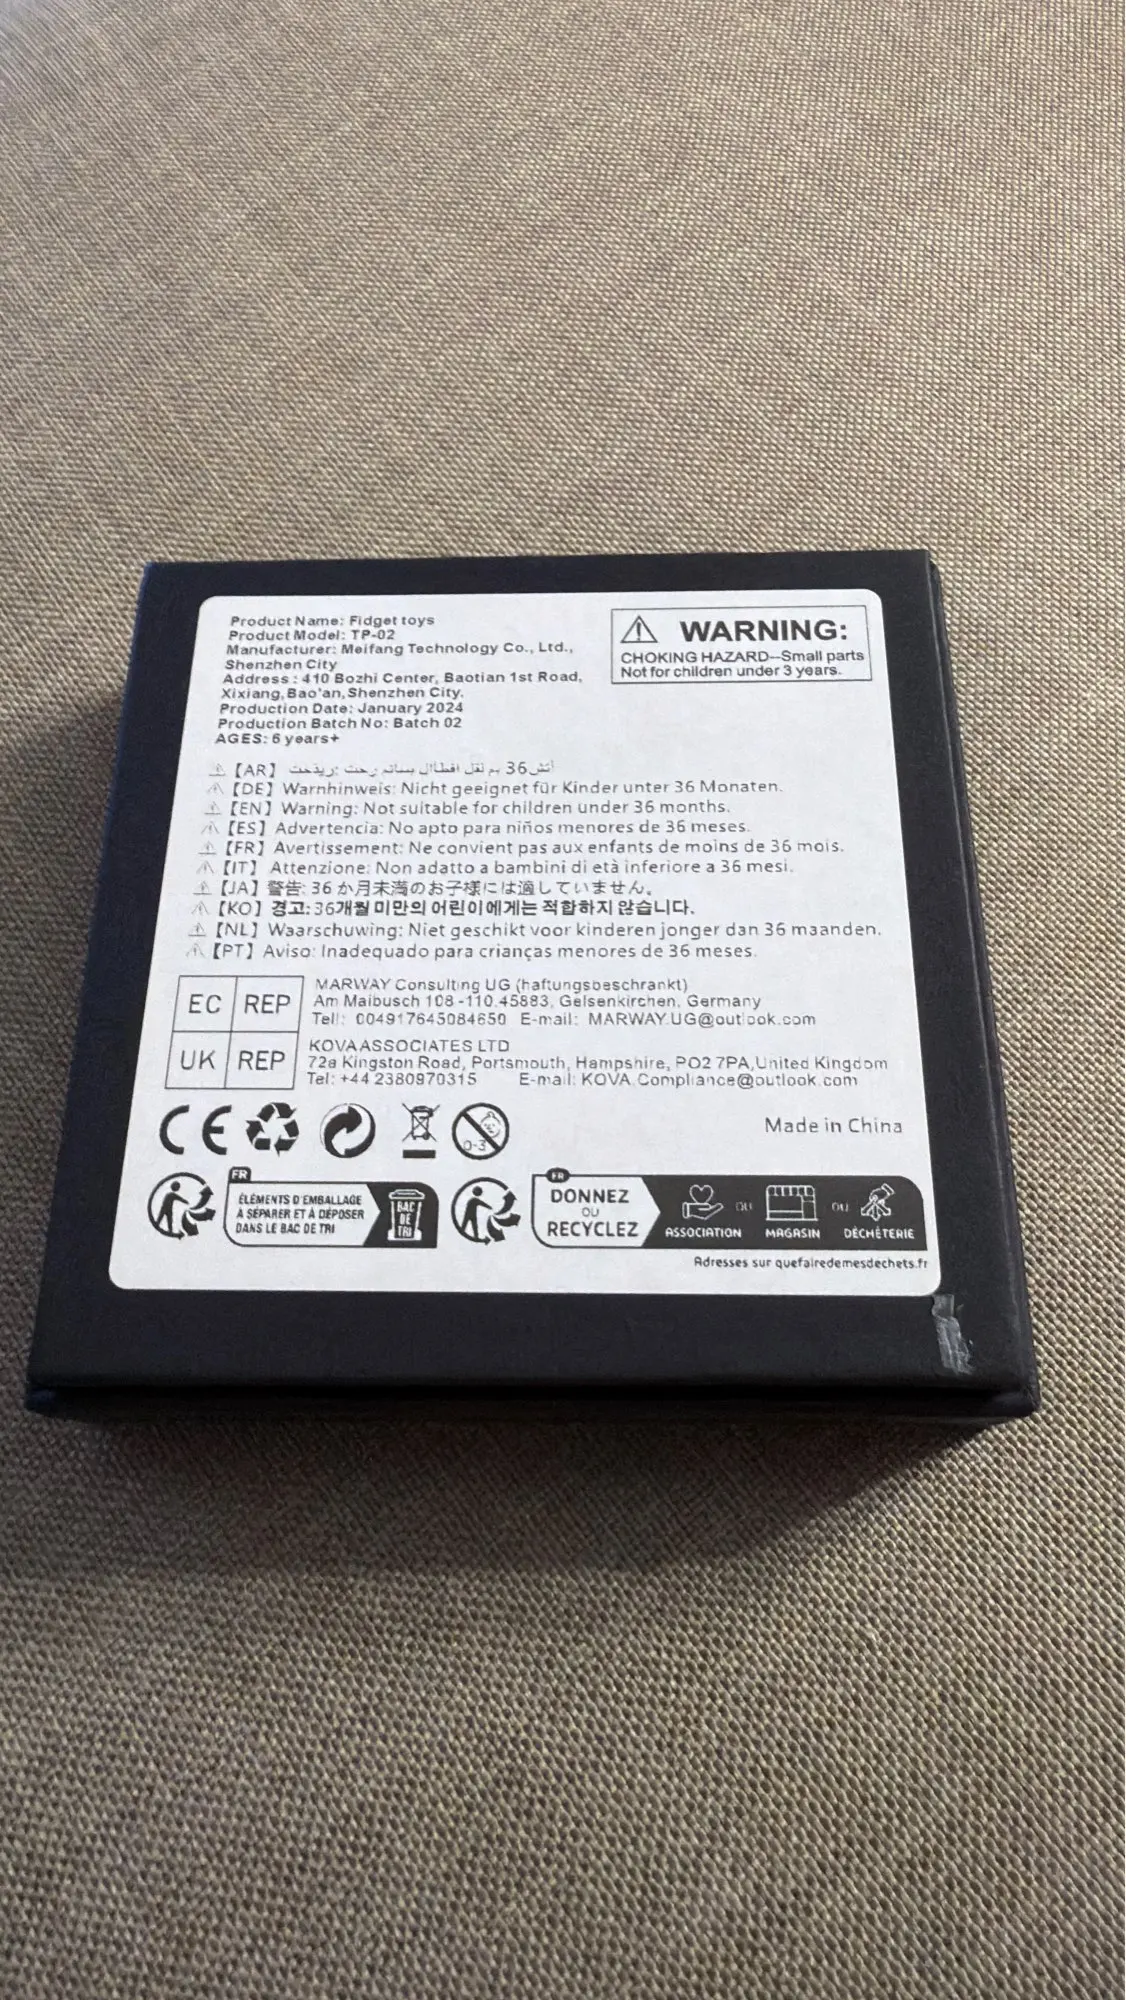 Product Name: Fidget toys
Product Model: TP-02
Manufacturer: Meifang Technology Co., Ltd.,
Shenzhen City
Address : 410 Bozhi Center, Baotian 1st Road,
Xixiang,Bao'an,Shenzhen City.
Production Date: January 2024
Production Batch No: Batch 02
AGES: 6 years+
WARNING:
CHOKING HAZARD--Small parts
Not for children under 3 years.
【AR】 36
【DE】Warnhinweis: Nicht geeignet für Kinder unter 36 Monaten.
【EN】Warning: Not suitable for children under 36 months.
【ES】Advertencia: No apto para niños menores de 36 meses.
【FR】Avertissement: Ne convient pas aux enfants de moins de 36 mois.
【IT】 Attenzione: Non adatto a bambini di età inferiore a 36 mesi.
【JA】警告: 36 か月未満のお子様には適していません。
【KO】경고: 36개월 미만의 어린이에게는 적합하지 않습니다.
【NL】Waarschuwing: Niet geschikt voor kinderen jonger dan 36 maanden.
【PT】Aviso: Inadequado para crianças menores de 36 meses.
EC REP
MARWAY Consulting UG (haftungsbeschrankt)
Am Maibusch 108 -110.45883, Gelsenkirchen, Germany
Tell: 004917645084650 E-mail: MARWAY.UG@outlook.com
UK REP
KOVAASSOCIATES LTD
72a Kingston Road, Portsmouth, Hampshire, PO2 7PA,United Kingdom
Tel: +44 2380970315 E-mail: KOVA.Compliance@outlook.com
CE
0-3
Made in China
FR
ÉLÉMENTS D'EMBALLAGE
À SÉPARER ET À DÉPOSER
DANS LE BAC DE TRI
BAC
DE
TRI
FR
DONNEZ
OU
RECYCLEZ
ASSOCIATION
OU
MAGASIN
OU
DÉCHÈTERIE
Adresses sur quefairedemesdechets.fr